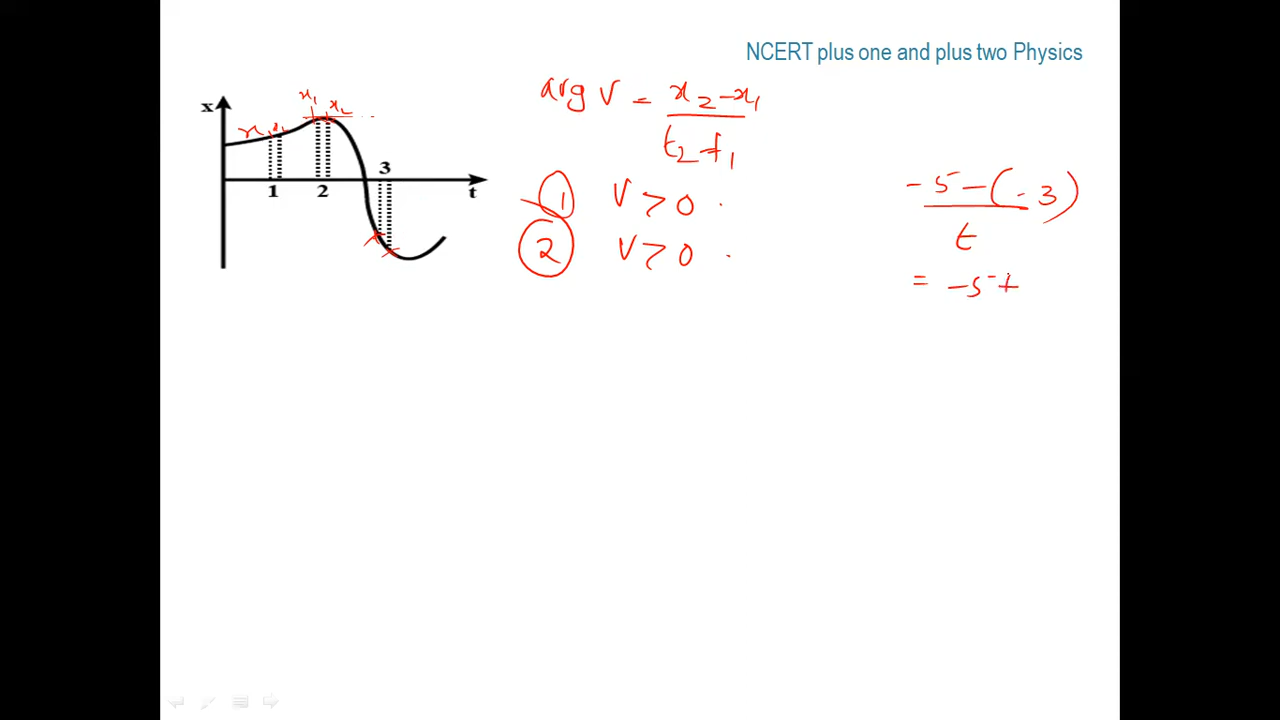 NCERT plus one and plus two Physics
avg V = x₂ - x₁
t₂ - t₁
x
x₁ x₂
3
1 2 t
1 V > 0
2 V > 0
-5 - (-3)
t
= -5 +